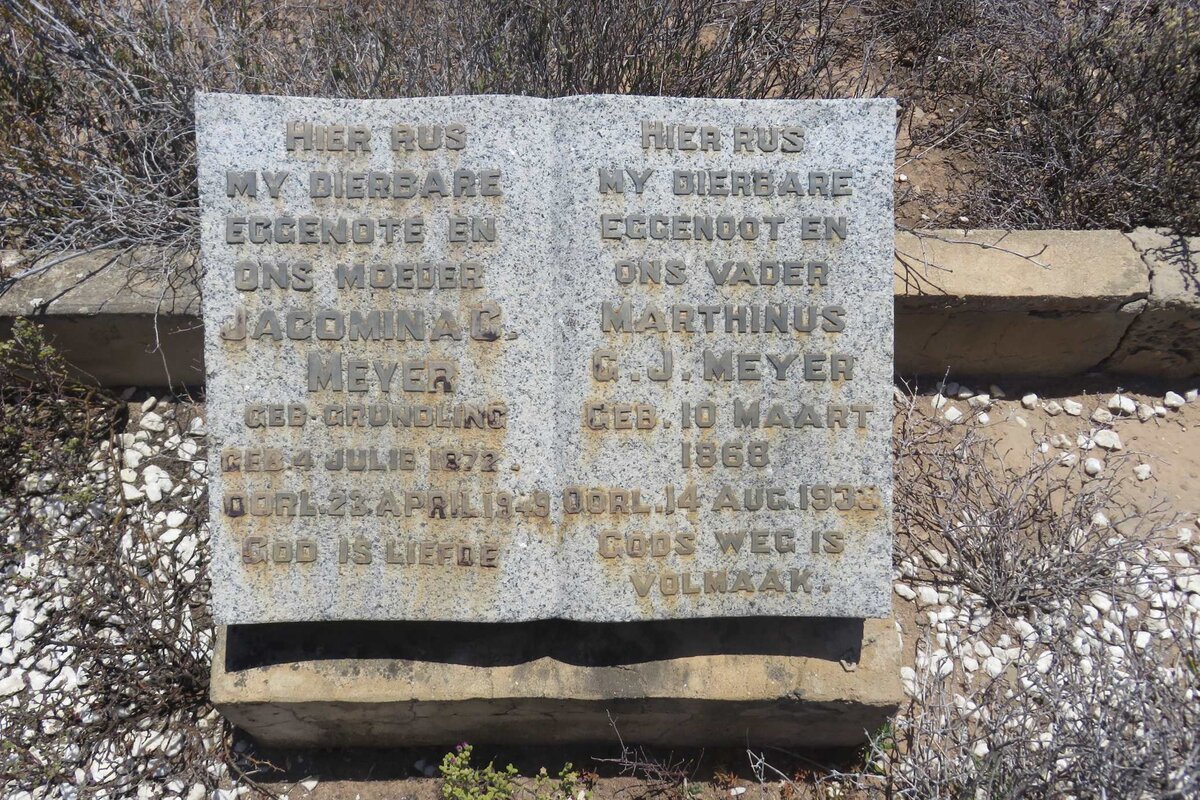 HIER RUS
MY DIERBARE
EGGENOTE EN
ONS MOEDER
JACOMINA C.
MEYER
GEB. GRUNDLING
GEB. 4 JULIE 1872.
OORL. 23 APRIL 1949
GOD IS LIEFDE
HIER RUS
MY DIERBARE
EGGENOOT EN
ONS VADER
MARTHINUS
G. J. MEYER
GEB. 10 MAART
1868
OORL. 14 AUG. 1932
GODS WEG IS
VOLMAAK.